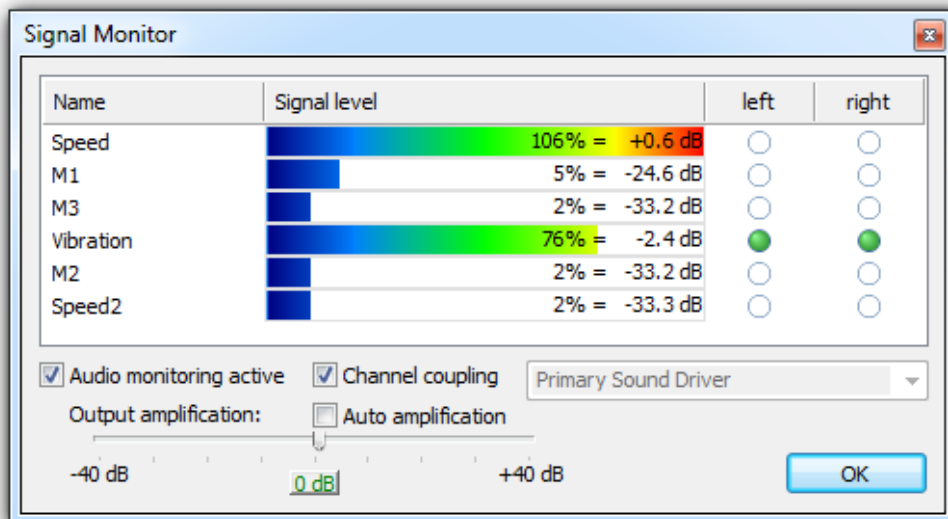 Signal Monitor
Name Signal level left right
Speed 106% = +0.6 dB
M1 5% = -24.6 dB
M3 2% = -33.2 dB
Vibration 76% = -2.4 dB
M2 2% = -33.2 dB
Speed2 2% = -33.3 dB
Audio monitoring active Channel coupling Primary Sound Driver
Output amplification: Auto amplification
-40 dB 0 dB +40 dB OK